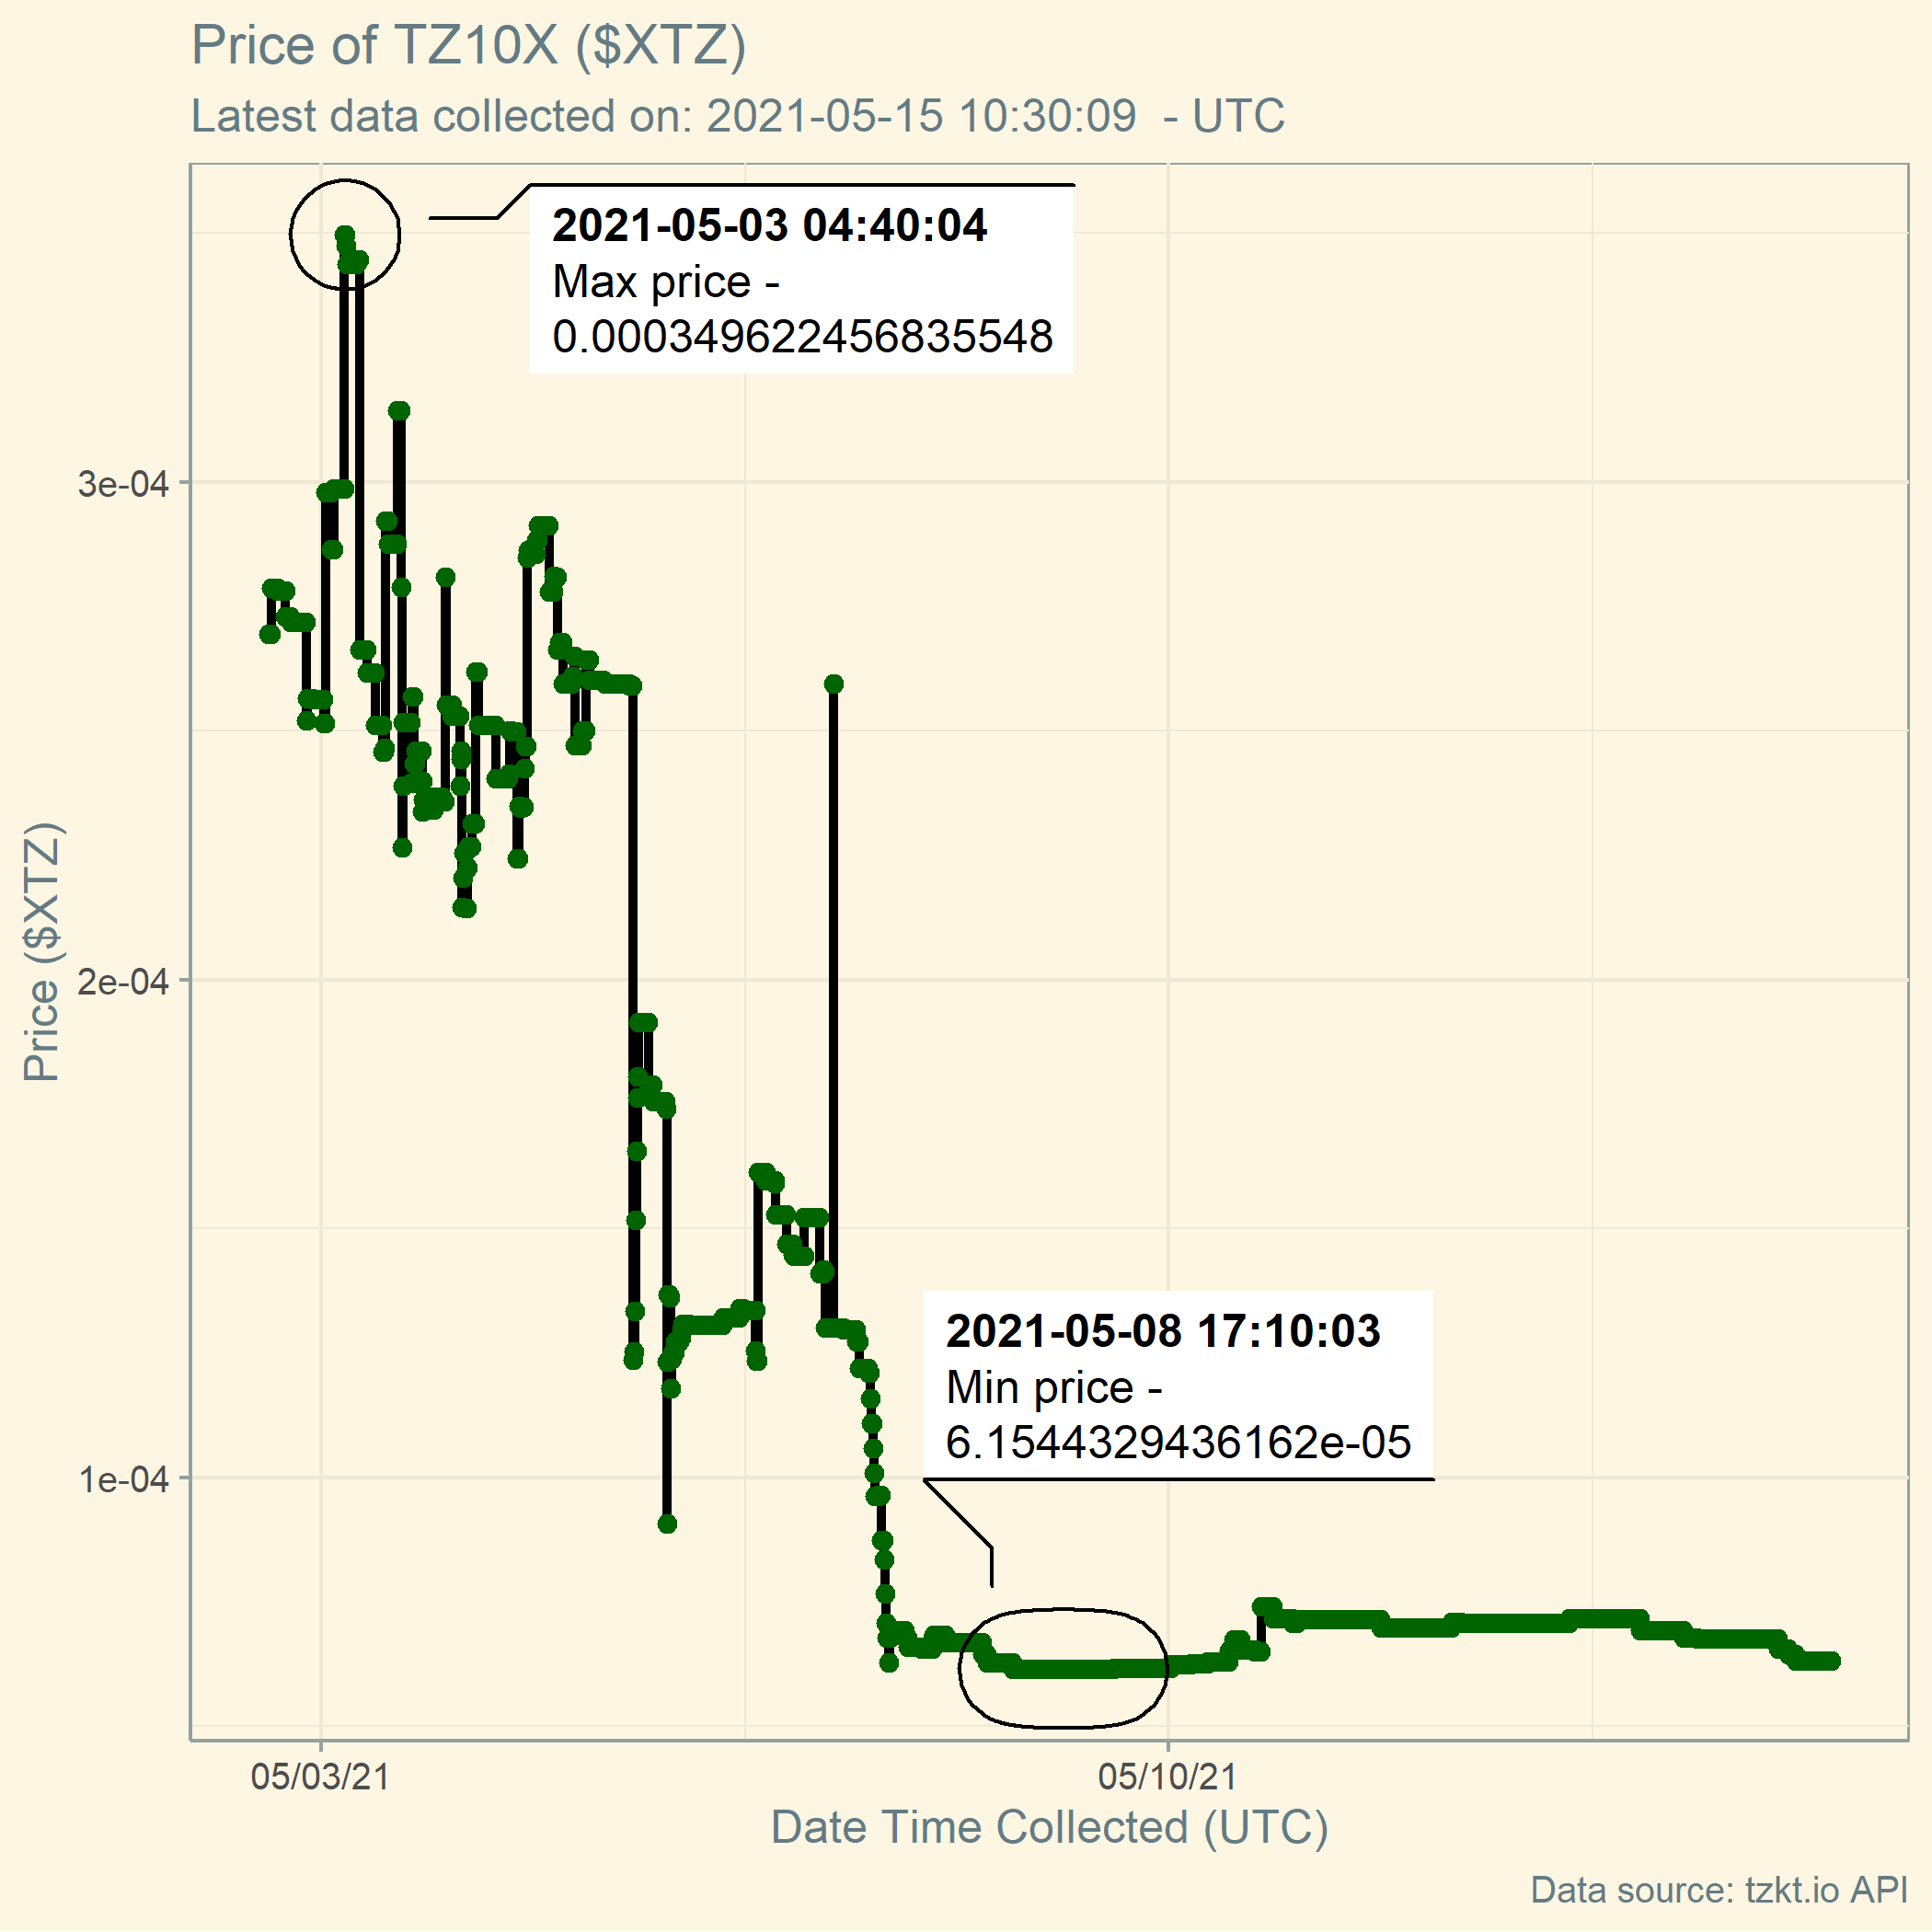 Price of TZ10X ($XTZ)
Latest data collected on: 2021-05-15 10:30:09  - UTC
2021-05-03 04:40:04
Max price -
0.000349622456835548
3e-04
2e-04
1e-04
Price ($XTZ)
2021-05-08 17:10:03
Min price -
6.1544329436162e-05
05/03/21
05/10/21
Date Time Collected (UTC)
Data source: tzkt.io API